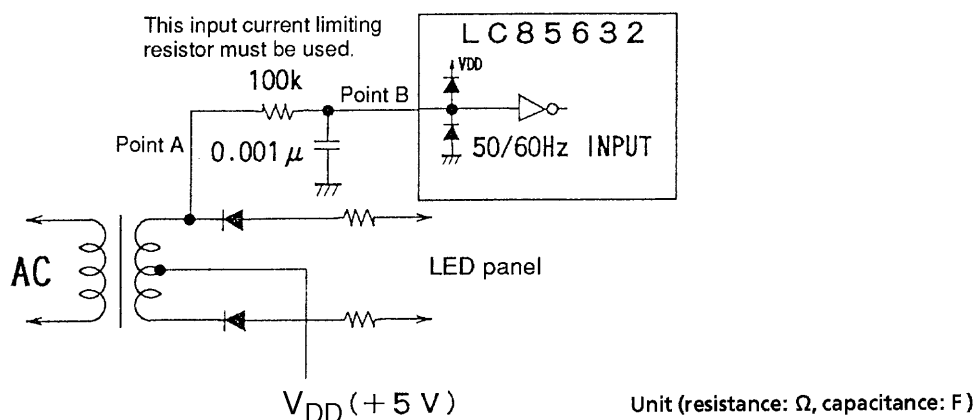 This input current limiting
resistor must be used.
LC85632
VDD
100k
Point B
Point A
0.001μ
50/60Hz INPUT
AC
LED panel
VDD(+5V)
Unit (resistance: Ω, capacitance: F)